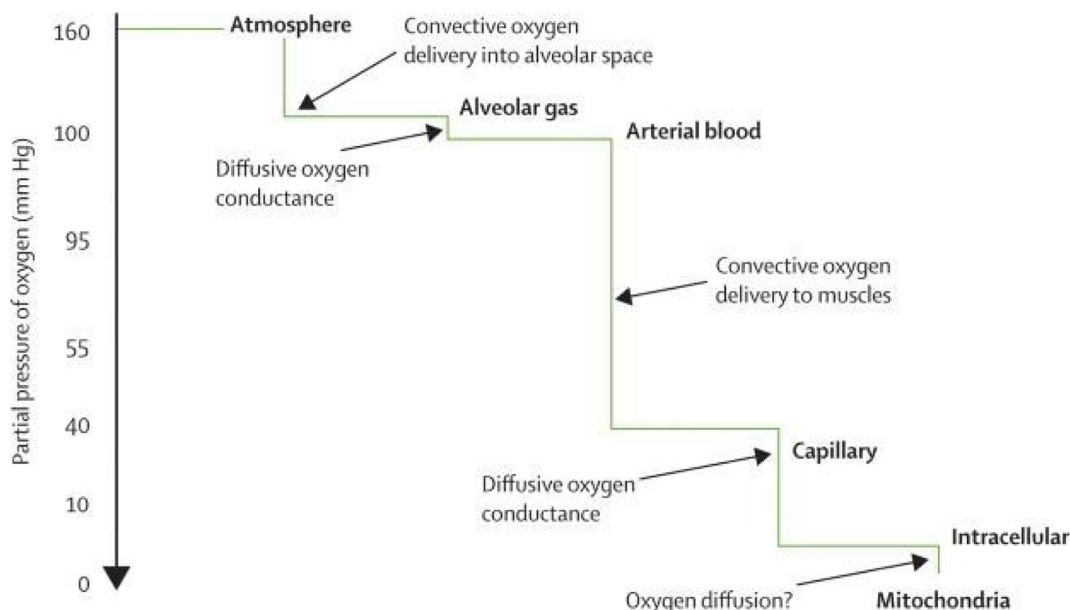 Partial pressure of oxygen (mm Hg)
160
100
95
55
40
10
0
Atmosphere
Convective oxygen
delivery into alveolar space
Alveolar gas
Diffusive oxygen
conductance
Arterial blood
Convective oxygen
delivery to muscles
Capillary
Diffusive oxygen
conductance
Intracellular
Oxygen diffusion?
Mitochondria